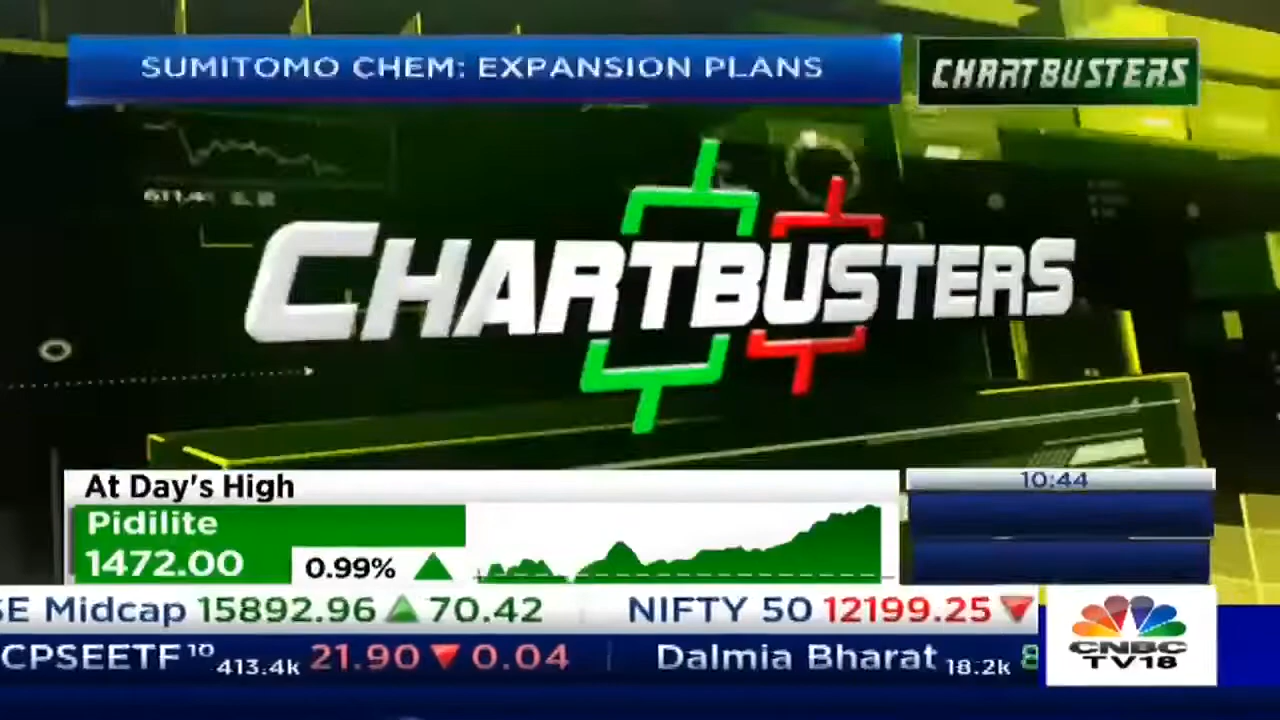 SUMITOMO CHEM: EXPANSION PLANS
CHARTBUSTERS
CHARTBUSTERS
At Day's High
10:44
Pidilite
1472.00 0.99%
SE Midcap 15892.96 70.42 NIFTY 50 12199.25
CPSEETF 10 413.4k 21.90 0.04 Dalmia Bharat 18.2k 8
CNBC
TV18